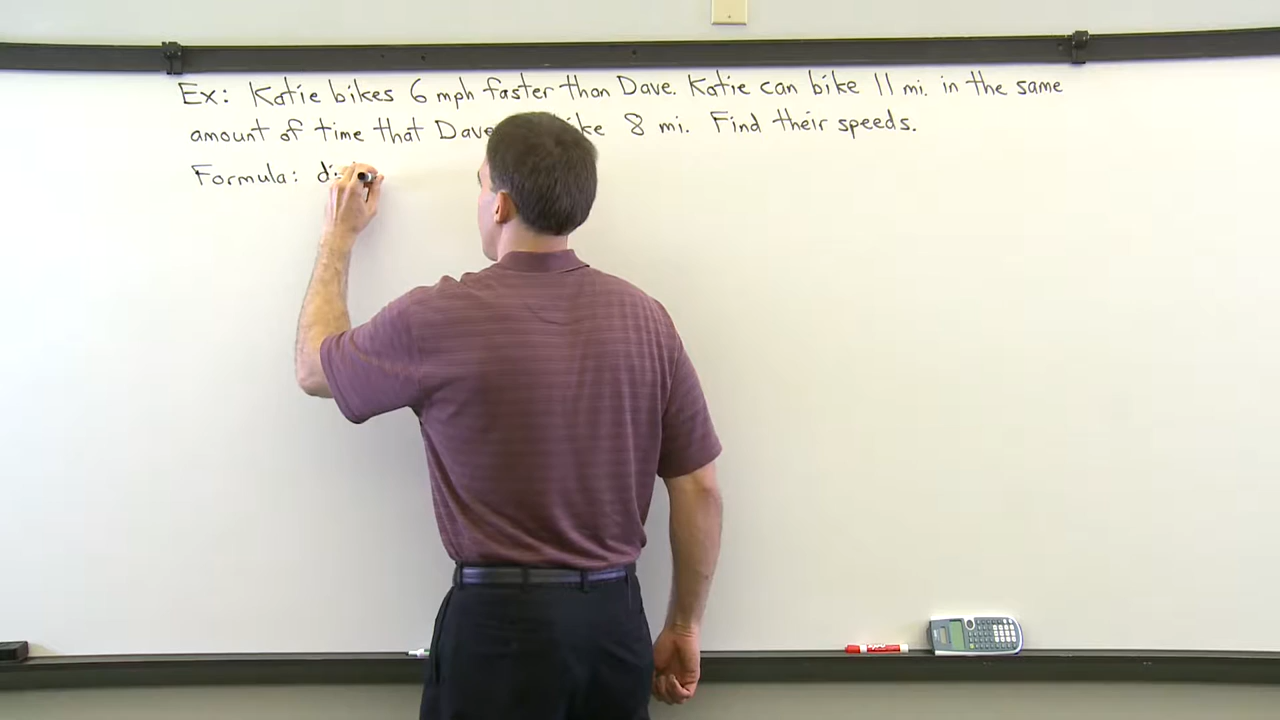 Ex: Katie bikes 6 mph faster than Dave. Katie can bike 11 mi. in the same
amount of time that Dave 8 mi. Find their speeds.
Formula: